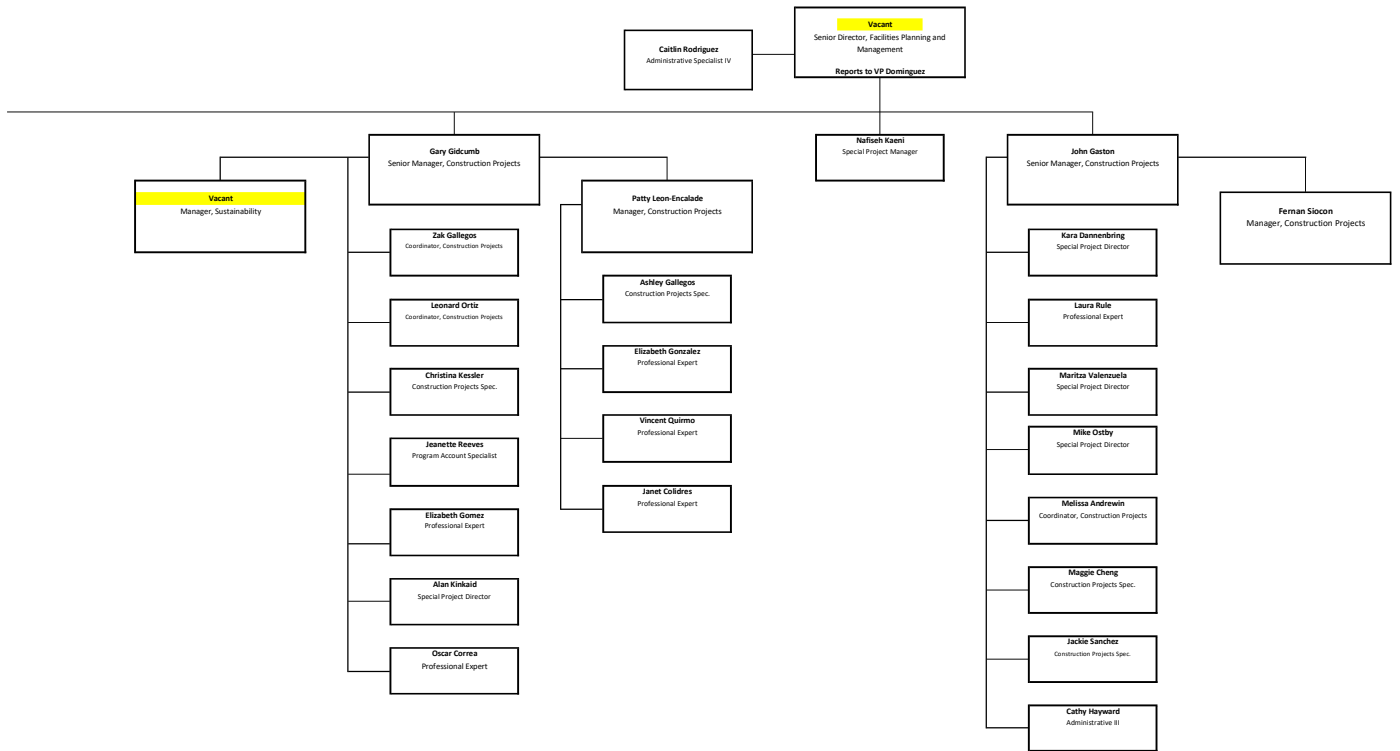 Vacant
Senior Director, Facilities Planning and
Management
Reports to VP Dominguez
Caitlin Rodriguez
Administrative Specialist IV
Gary Gidcumb
Senior Manager, Construction Projects
Nafiseh Kaeni
Special Project Manager
John Gaston
Senior Manager, Construction Projects
Vacant
Manager, Sustainability
Patty Leon-Encalade
Manager, Construction Projects
Fernan Siocon
Manager, Construction Projects
Zak Gallegos
Coordinator, Construction Projects
Leonard Ortiz
Coordinator, Construction Projects
Christina Kessler
Construction Projects Spec.
Jeanette Reeves
Program Account Specialist
Elizabeth Gomez
Professional Expert
Alan Kinkaid
Special Project Director
Oscar Correa
Professional Expert
Ashley Gallegos
Construction Projects Spec.
Elizabeth Gonzalez
Professional Expert
Vincent Quirmo
Professional Expert
Janet Colidres
Professional Expert
Kara Dannenbring
Special Project Director
Laura Rule
Professional Expert
Maritza Valenzuela
Special Project Director
Mike Ostby
Special Project Director
Melissa Andrewin
Coordinator, Construction Projects
Maggie Cheng
Construction Projects Spec.
Jackie Sanchez
Construction Projects Spec.
Cathy Hayward
Administrative III